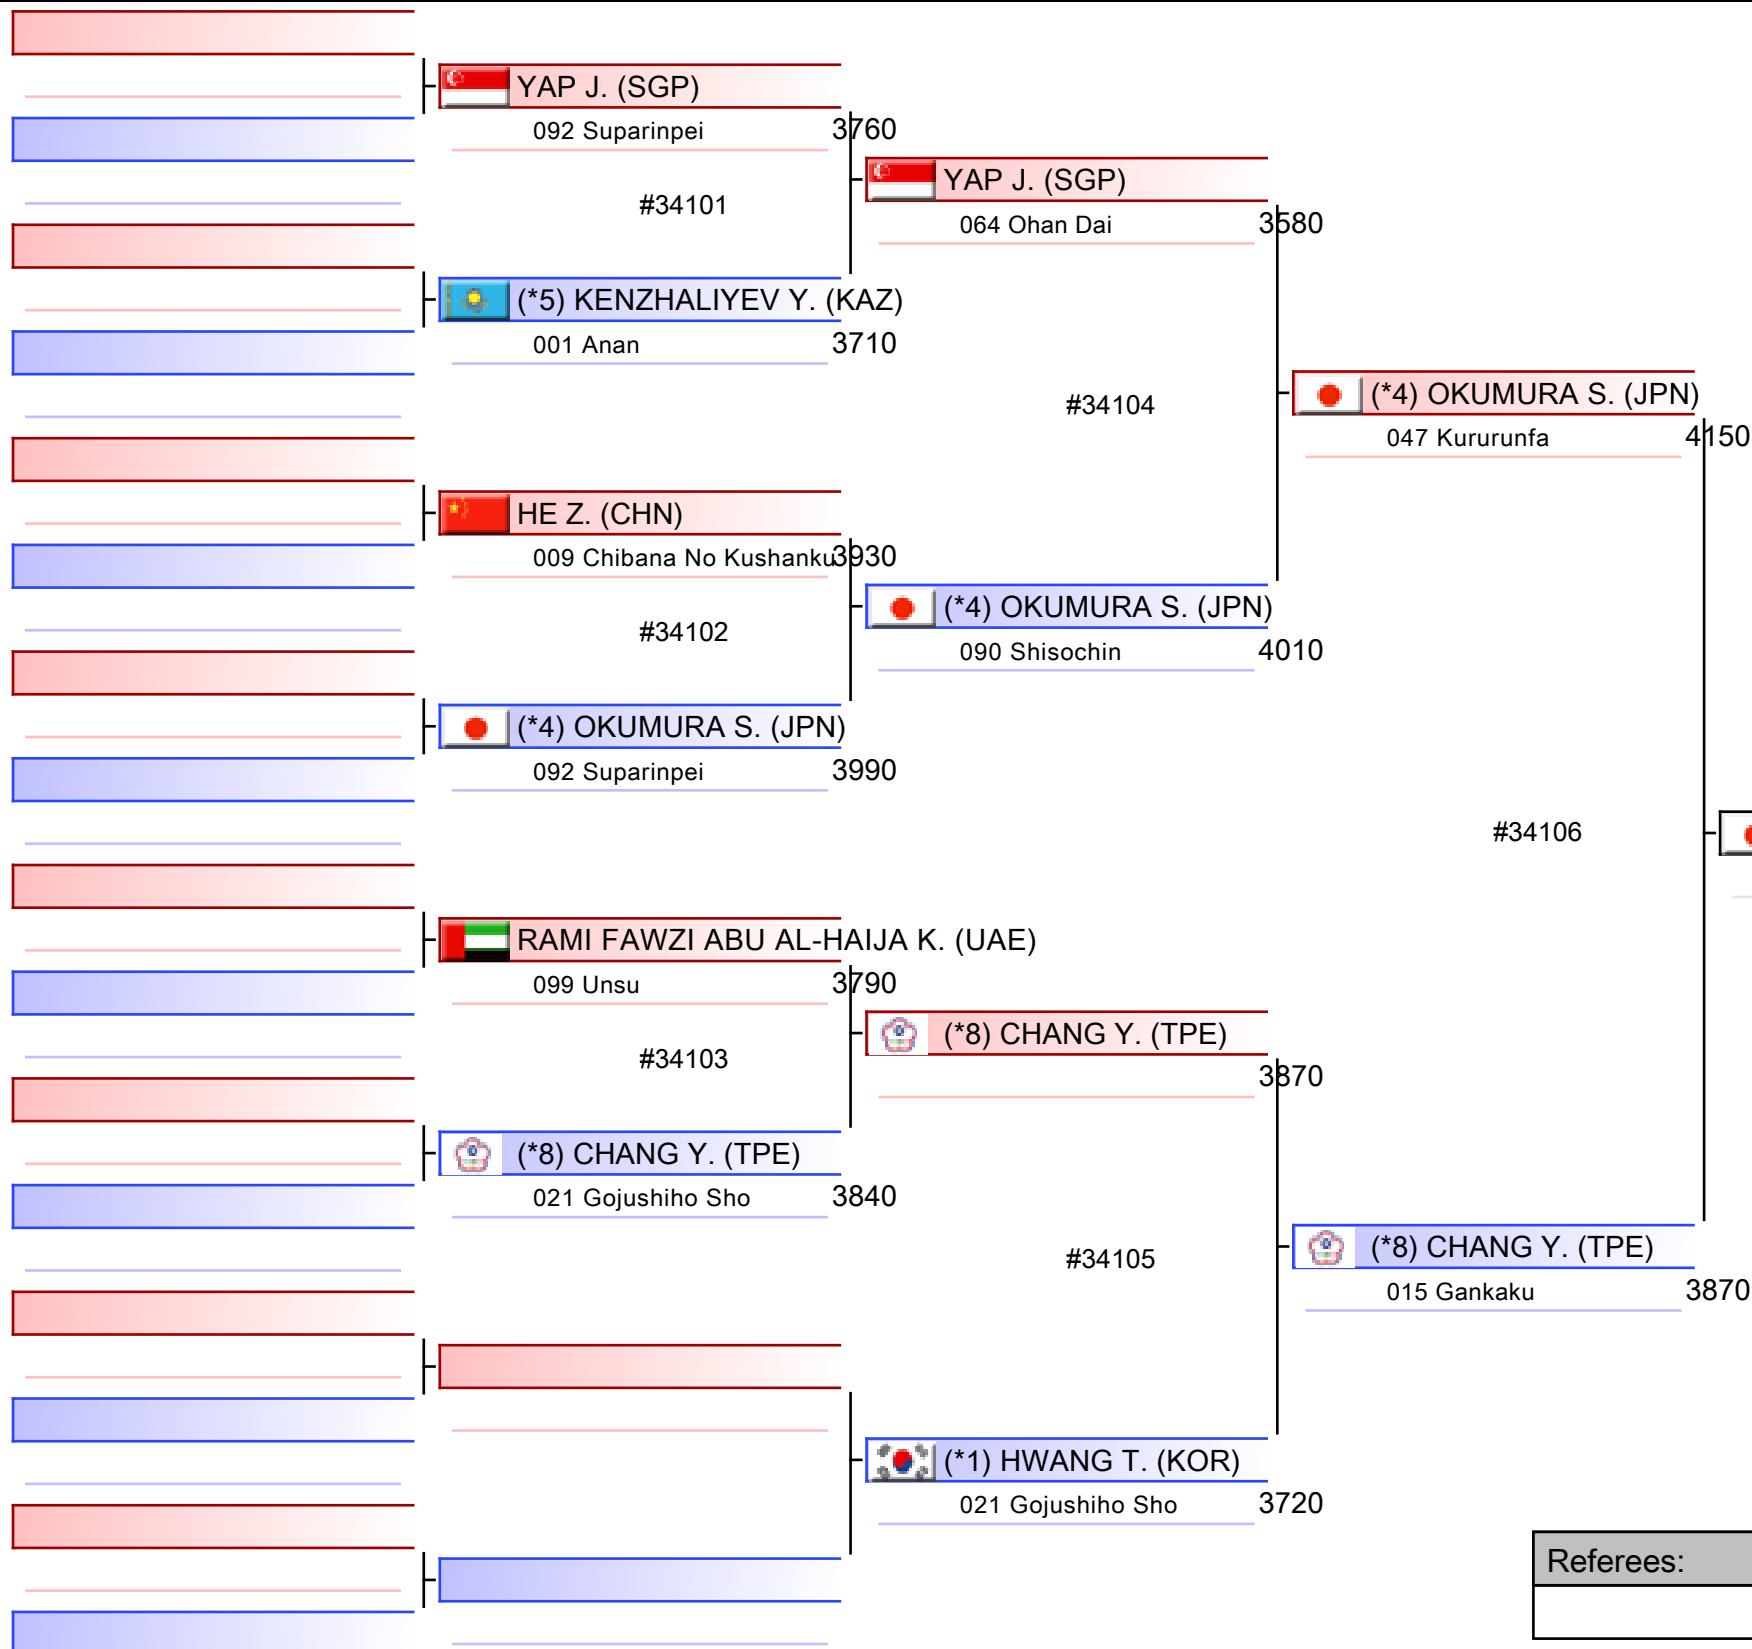 YAP J. (SGP)
092 Suparinpei 3760
#34101
(*5) KENZHALIYEV Y. (KAZ)
001 Anan 3710
HE Z. (CHN)
009 Chibana No Kushanku 3930
#34102
(*4) OKUMURA S. (JPN)
092 Suparinpei 3990
RAMI FAWZI ABU AL-HAIJA K. (UAE)
099 Unsu 3790
#34103
(*8) CHANG Y. (TPE)
021 Gojushiho Sho 3840
YAP J. (SGP)
064 Ohan Dai 3580
#34104
(*4) OKUMURA S. (JPN)
090 Shisochin 4010
(*8) CHANG Y. (TPE)
3870
#34105
(*1) HWANG T. (KOR)
021 Gojushiho Sho 3720
(*4) OKUMURA S. (JPN)
047 Kururunfa 4150
#34106
(*8) CHANG Y. (TPE)
015 Gankaku 3870
Referees: